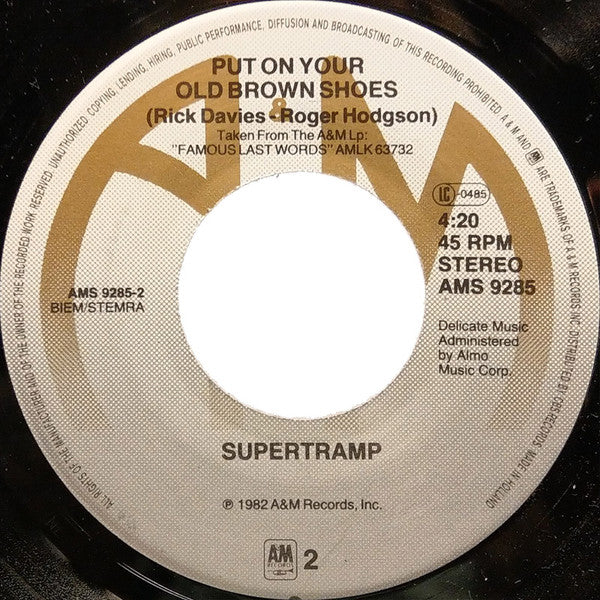 PUT ON YOUR
OLD BROWN SHOES
(Rick Davies - Roger Hodgson)
Taken From The A&M Lp:
"FAMOUS LAST WORDS" AMLK 63732
A&M
LC -0485
4:20
45 RPM
STEREO
AMS 9285
AMS 9285-2
BIEM/STEMRA
Delicate Music
Administered
by Almo
Music Corp.
SUPERTRAMP
℗ 1982 A&M Records, Inc.
A&M
RECORDS
2
ALL RIGHTS OF THE MANUFACTURER AND OF THE OWNER OF THE RECORDED WORK RESERVED. UNAUTHORIZED COPYING, LENDING, HIRING, PUBLIC PERFORMANCE, DIFFUSION AND BROADCASTING OF THIS RECORD PROHIBITED. A & M AND A&M ARE TRADEMARKS OF A & M RECORDS INC. DISTRIBUTED BY CBS RECORDS. MADE IN HOLLAND